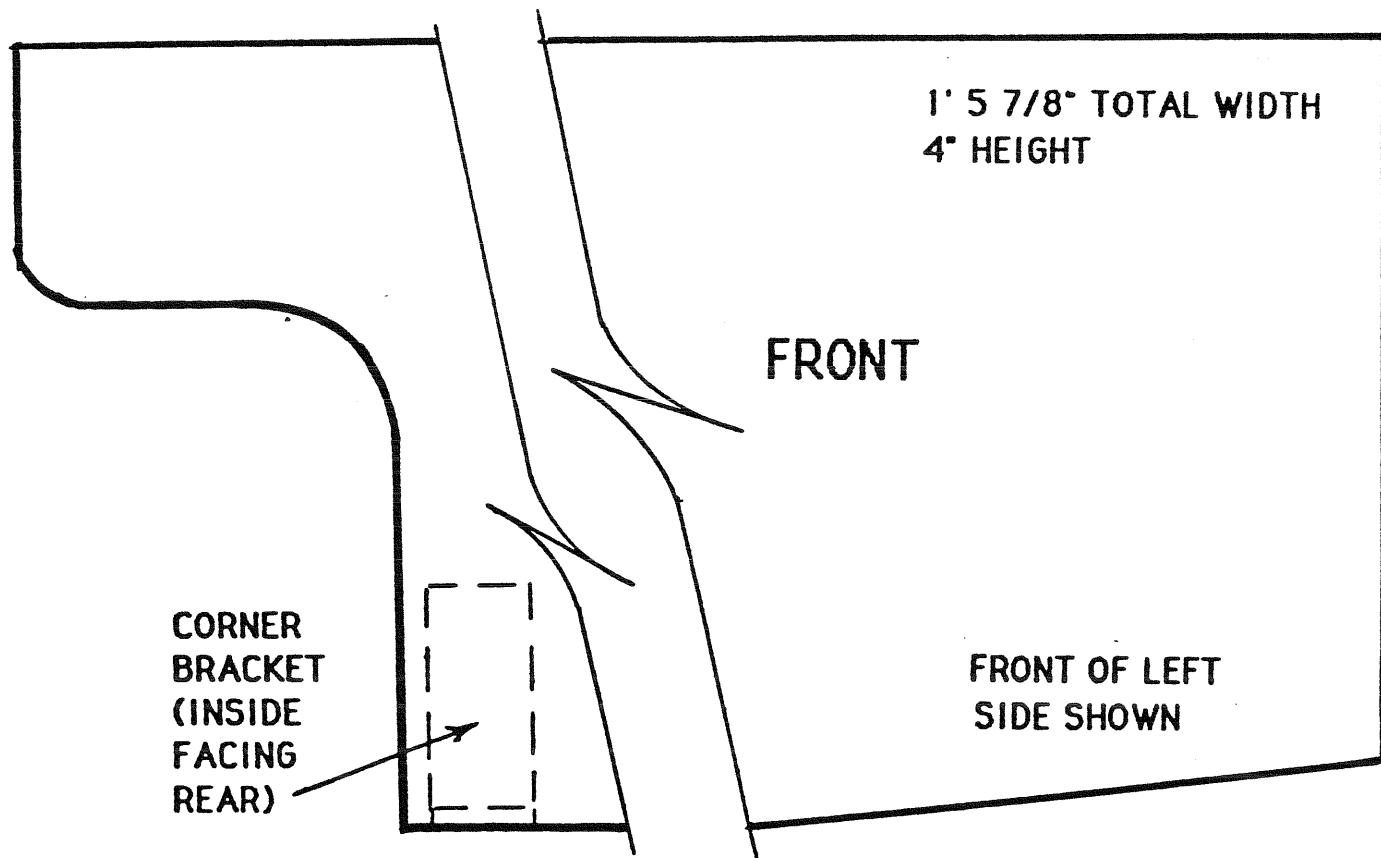 1' 5 7/8" TOTAL WIDTH
4" HEIGHT
FRONT
CORNER
BRACKET
(INSIDE
FACING
REAR)
FRONT OF LEFT
SIDE SHOWN